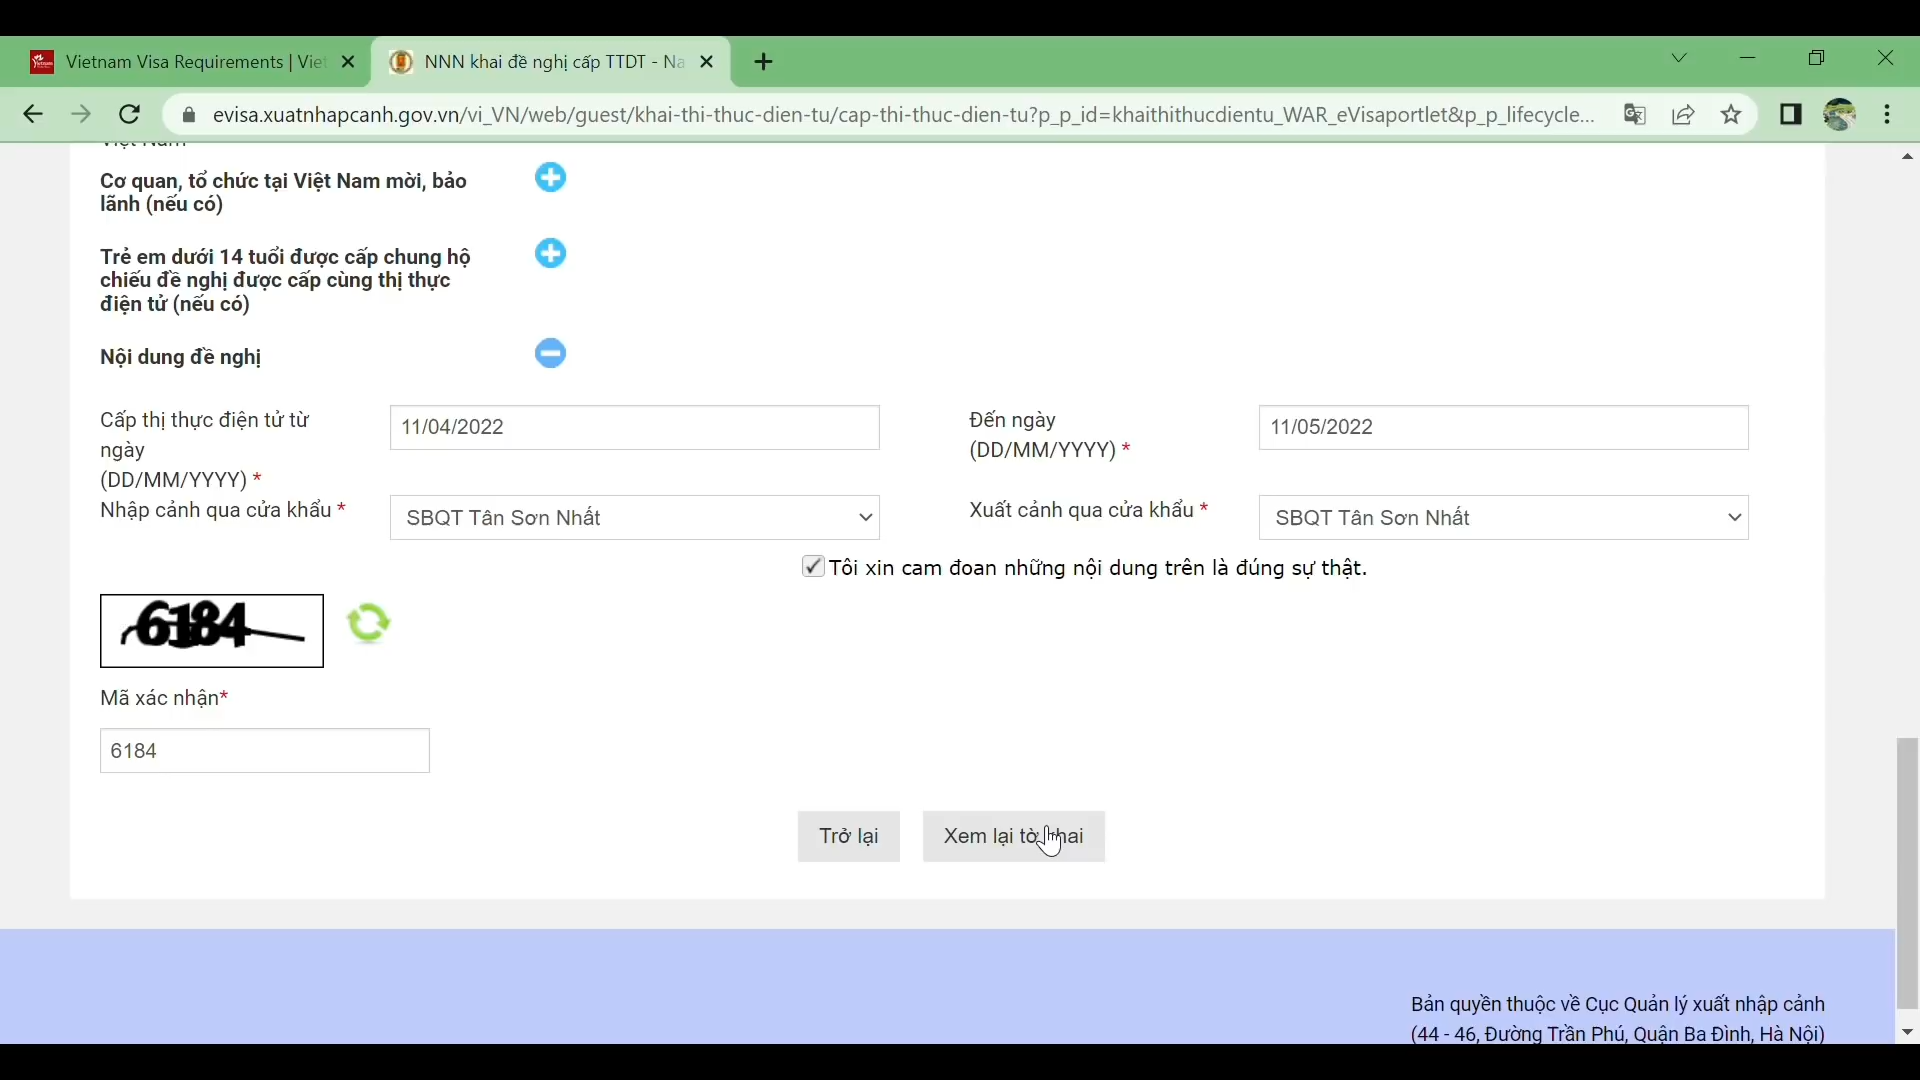 Vietnam Visa Requirements | Viet
NNN khai đề nghị cấp TTDT - Na
evisa.xuatnhapcanh.gov.vn/vi_VN/web/guest/khai-thi-thuc-dien-tu/cap-thi-thuc-dien-tu?p_p_id=khaithithucdientu_WAR_eVisaportlet&p_p_lifecycle...
Việt Nam
Cơ quan, tổ chức tại Việt Nam mời, bảo
lãnh (nếu có)
Trẻ em dưới 14 tuổi được cấp chung hộ
chiếu đề nghị được cấp cùng thị thực
điện tử (nếu có)
Nội dung đề nghị
Cấp thị thực điện tử từ
ngày
(DD/MM/YYYY) *
11/04/2022
Đến ngày
(DD/MM/YYYY) *
11/05/2022
Nhập cảnh qua cửa khẩu *
SBQT Tân Sơn Nhất
Xuất cảnh qua cửa khẩu *
SBQT Tân Sơn Nhất
Tôi xin cam đoan những nội dung trên là đúng sự thật.
6184
Mã xác nhận*
6184
Trở lại
Xem lại tờ khai
Bản quyền thuộc về Cục Quản lý xuất nhập cảnh
(44 - 46, Đường Trần Phú, Quận Ba Đình, Hà Nội)